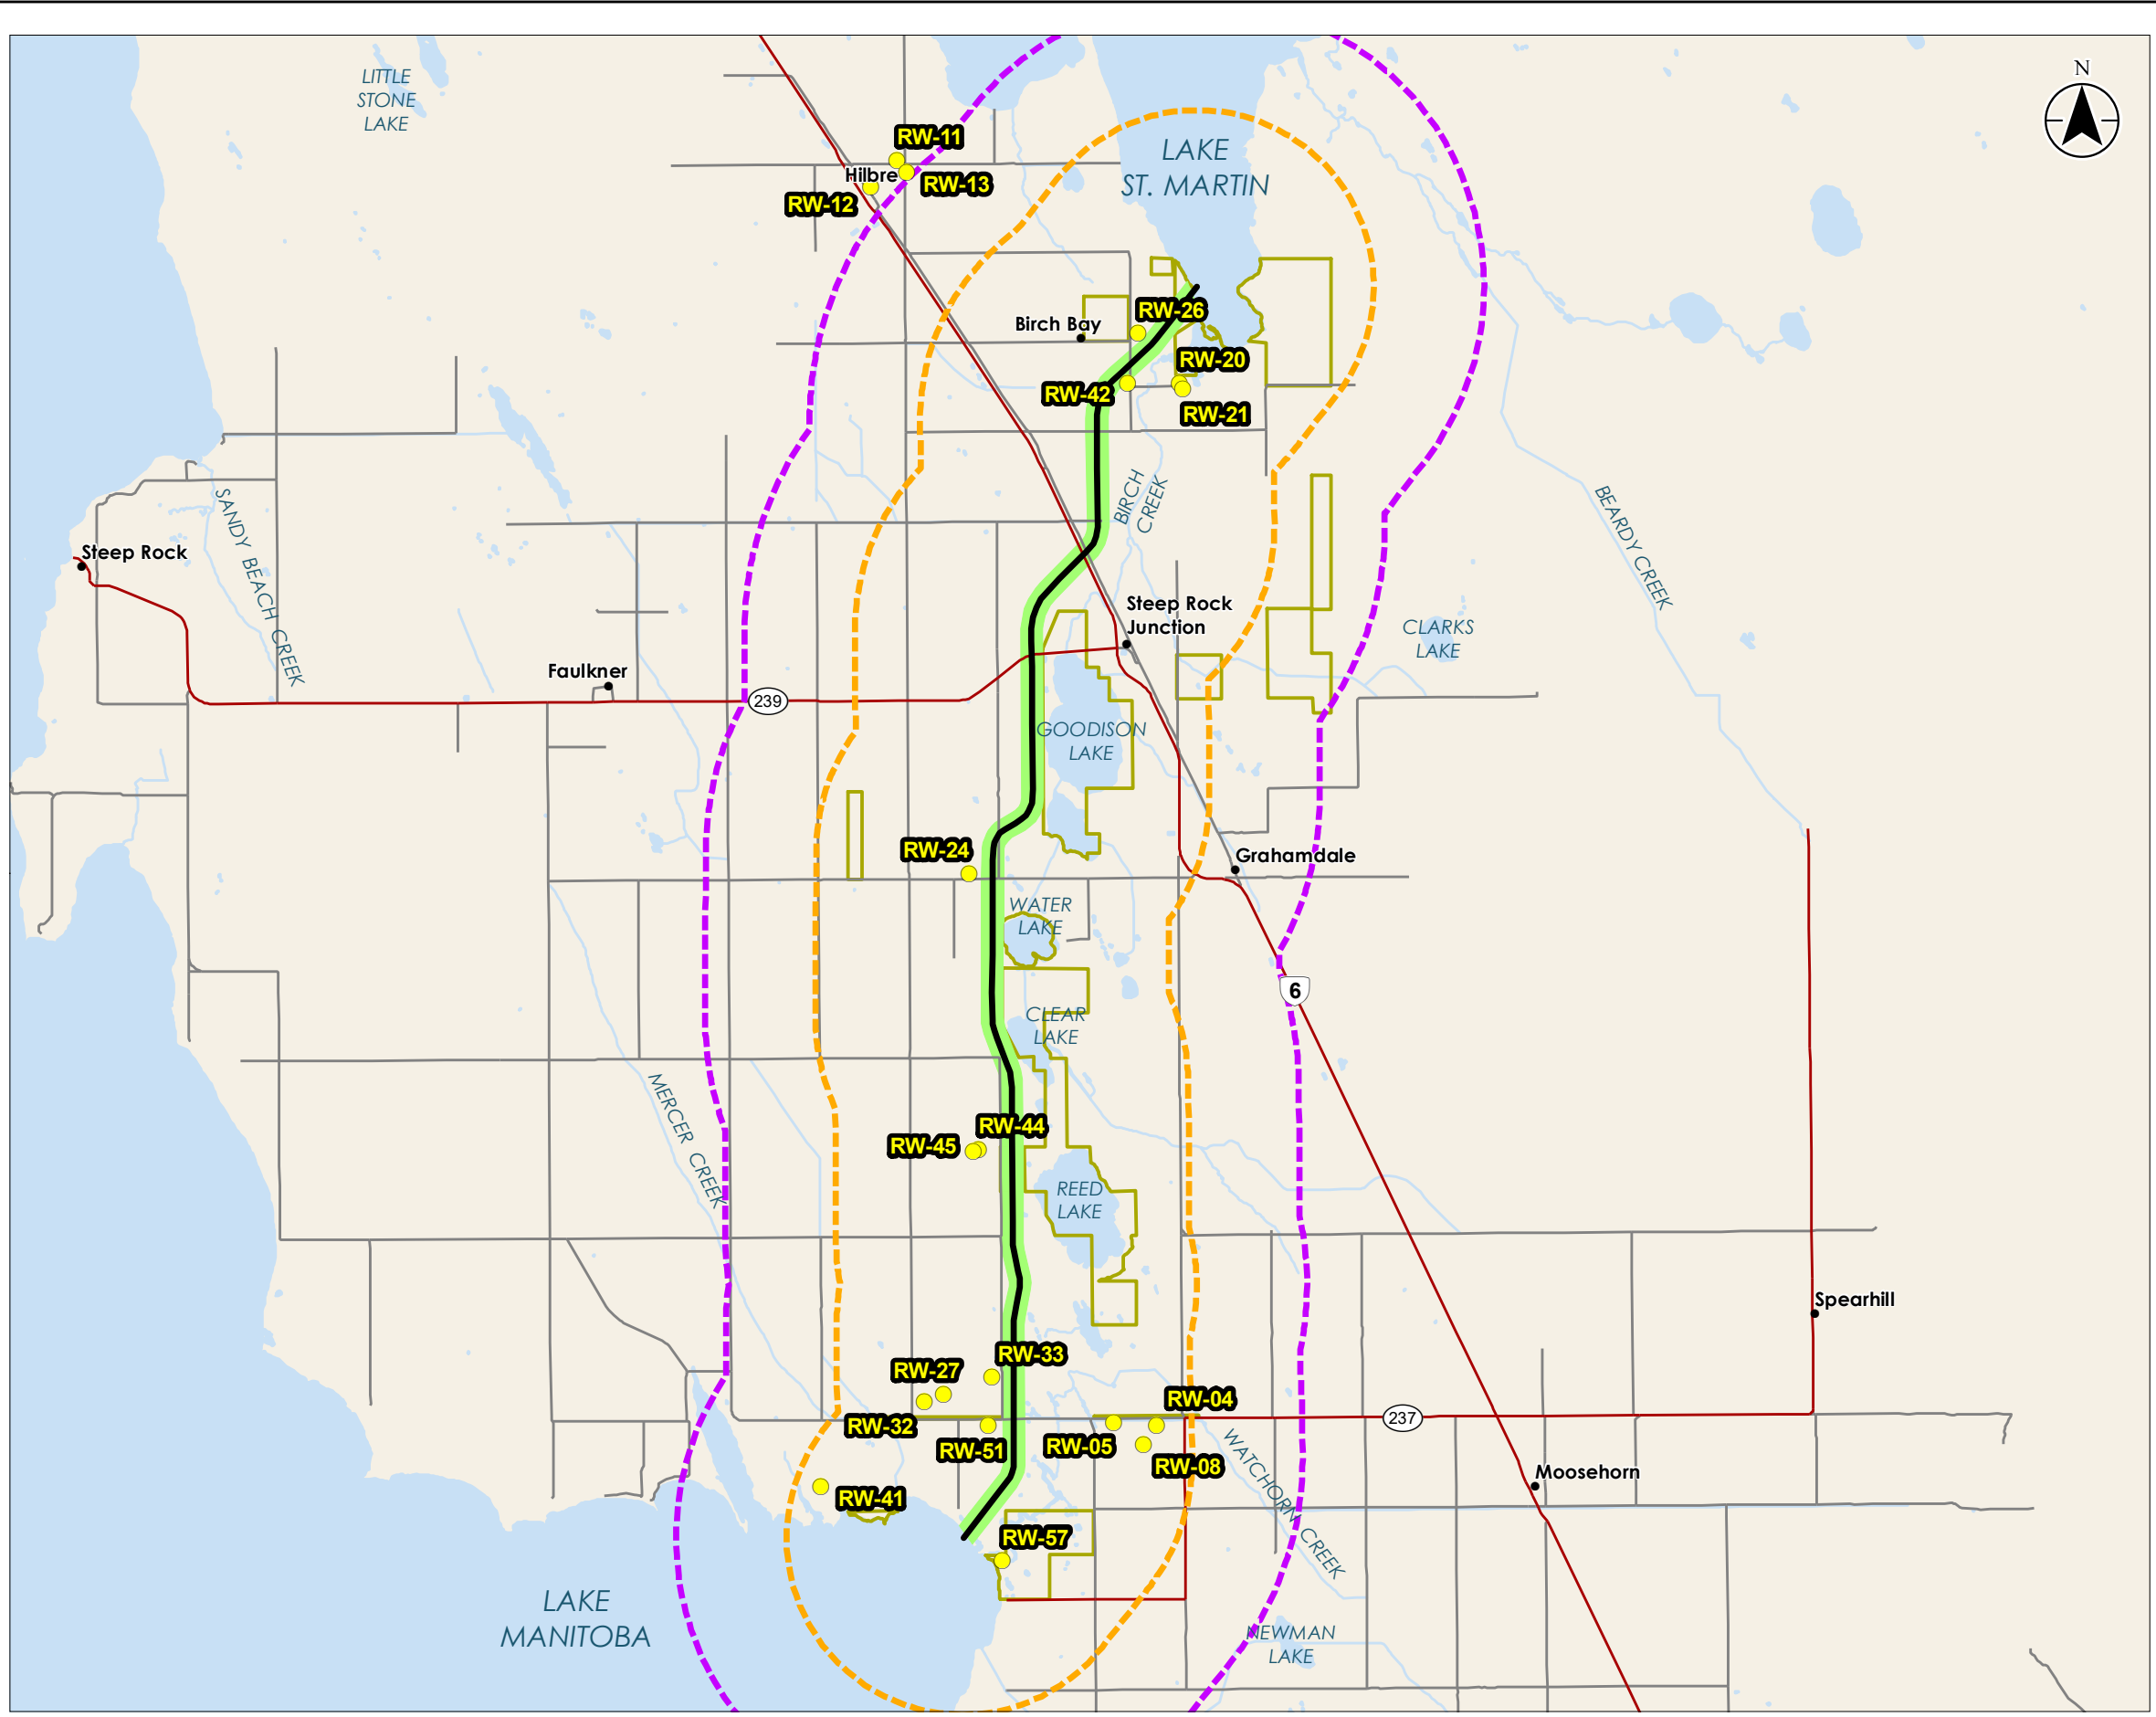 N
LITTLE
STONE
LAKE
RW-11
LAKE
ST. MARTIN
Hilbre
RW-13
RW-12
RW-26
Birch Bay
RW-20
RW-42
RW-21
BIRCH
CREEK
SANDY BEACH CREEK
BEARDY CREEK
Steep Rock
Steep Rock
Junction
CLARKS
LAKE
Faulkner
239
GOODISON
LAKE
RW-24
Grahamdale
WATER
LAKE
6
CLEAR
LAKE
MERCER CREEK
RW-44
RW-45
REED
LAKE
Spearhill
RW-33
RW-27
RW-04
RW-32
237
RW-51
RW-05
RW-08
WATCHORN CREEK
Moosehorn
RW-41
RW-57
LAKE
MANITOBA
NEWMAN
LAKE